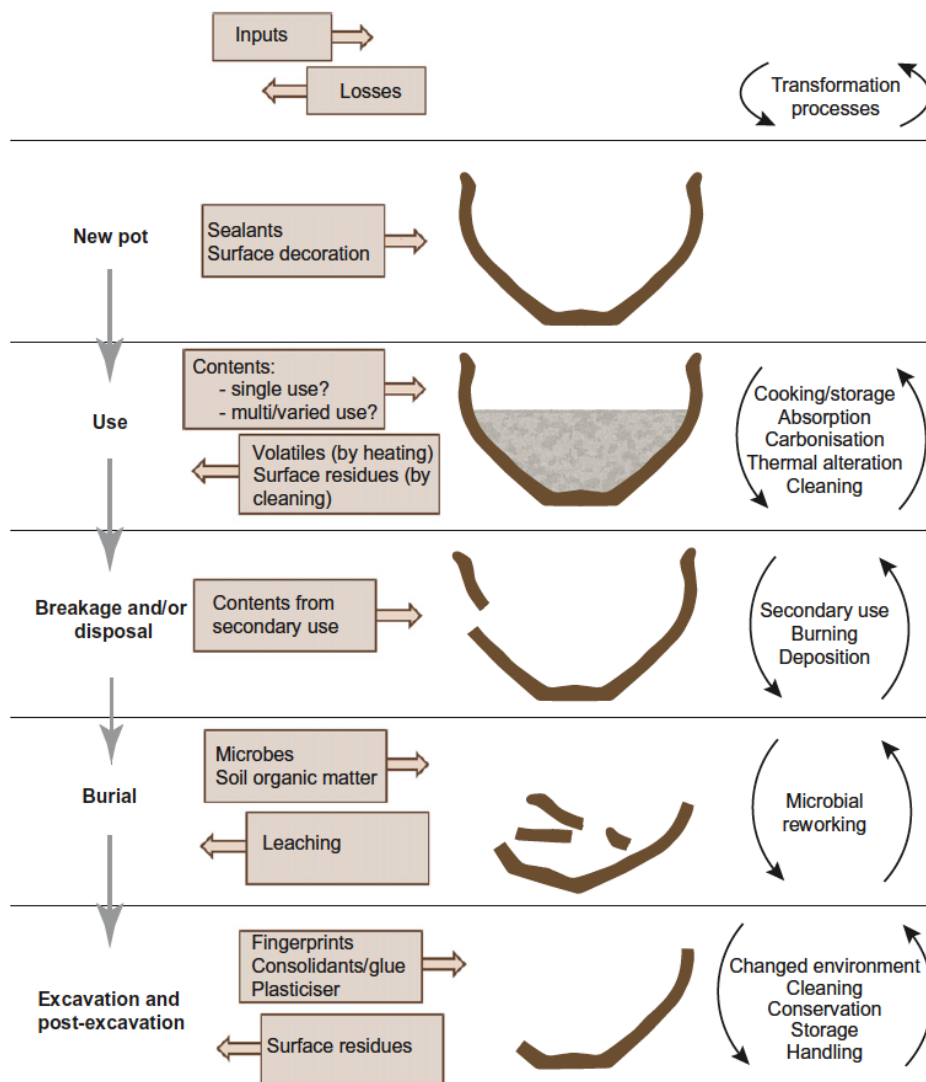 Inputs
Losses
Transformation
processes
New pot
Sealants
Surface decoration
Use
Contents:
- single use?
- multi/varied use?
Volatiles (by heating)
Surface residues (by
cleaning)
Cooking/storage
Absorption
Carbonisation
Thermal alteration
Cleaning
Breakage and/or
disposal
Contents from
secondary use
Secondary use
Burning
Deposition
Burial
Microbes
Soil organic matter
Leaching
Microbial
reworking
Excavation and
post-excavation
Fingerprints
Consolidants/glue
Plasticiser
Surface residues
Changed environment
Cleaning
Conservation
Storage
Handling